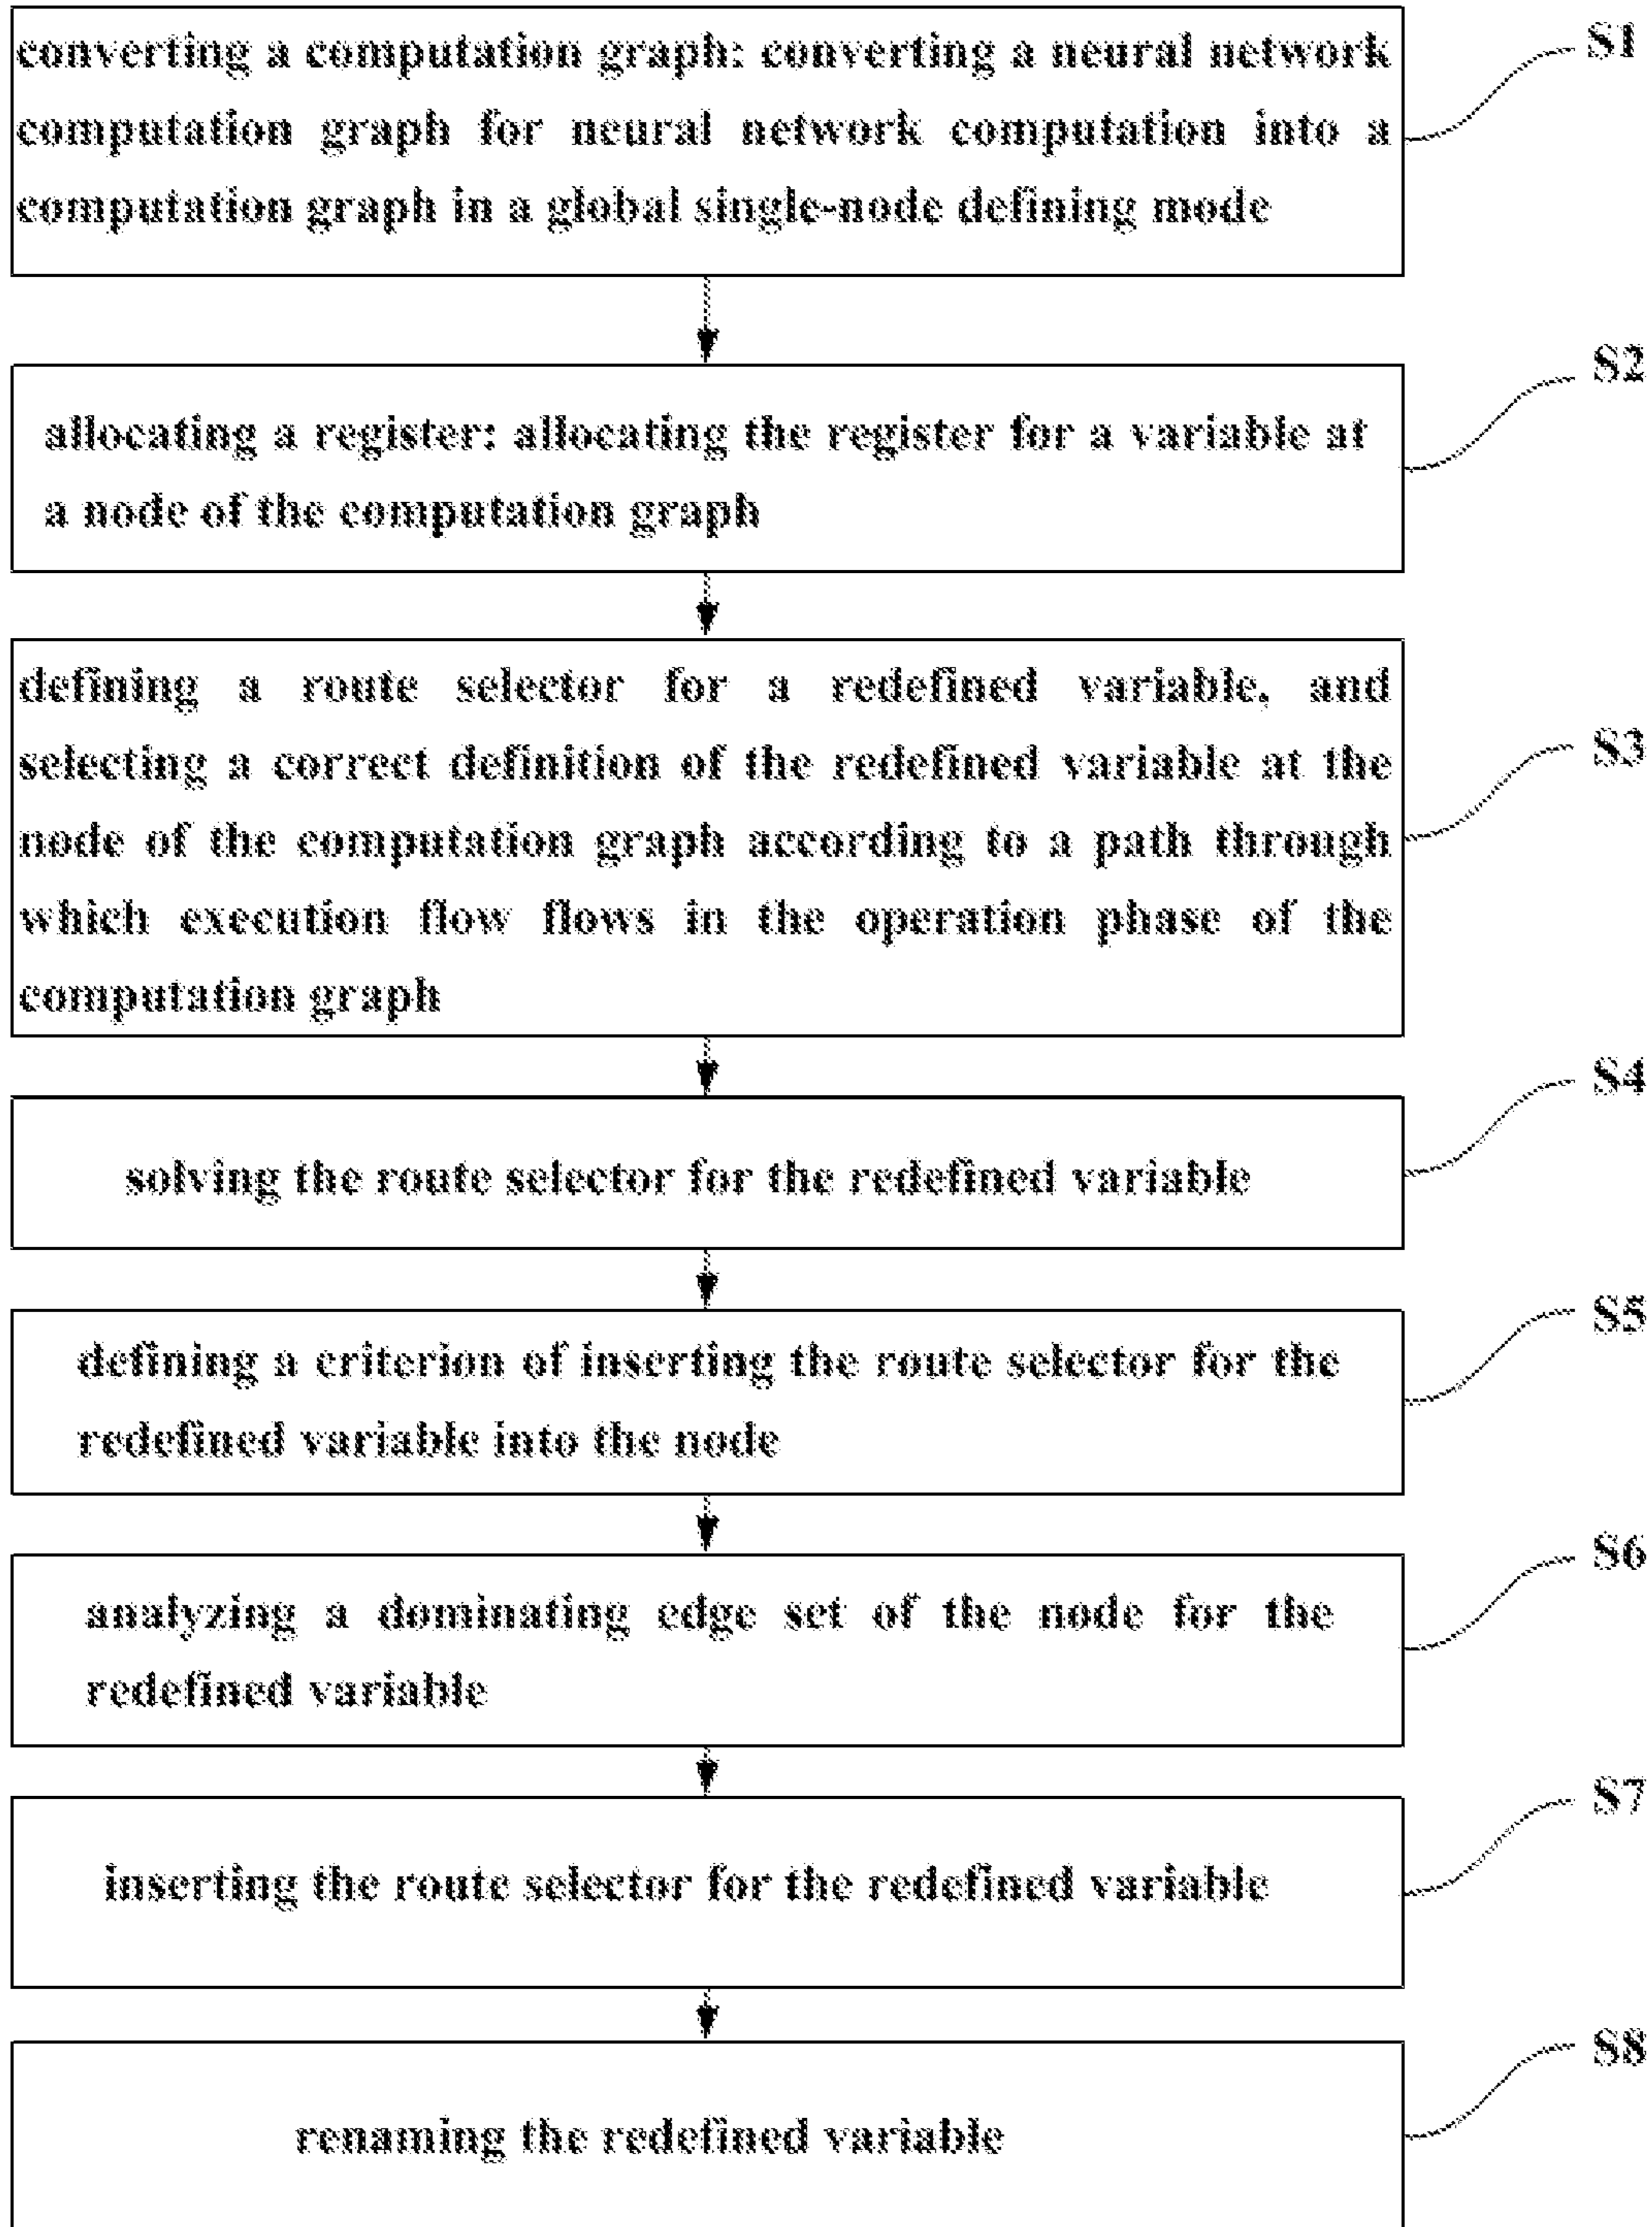 converting a computation graph: converting a neural network
computation graph for neural network computation into a
computation graph in a global single-node defining mode
S1
allocating a register: allocating the register for a variable at
a node of the computation graph
S2
defining a route selector for a redefined variable, and
selecting a correct definition of the redefined variable at the
node of the computation graph according to a path through
which execution flow flows in the operation phase of the
computation graph
S3
solving the route selector for the redefined variable
S4
defining a criterion of inserting the route selector for the
redefined variable into the node
S5
analyzing a dominating edge set of the node for the
redefined variable
S6
inserting the route selector for the redefined variable
S7
renaming the redefined variable
S8